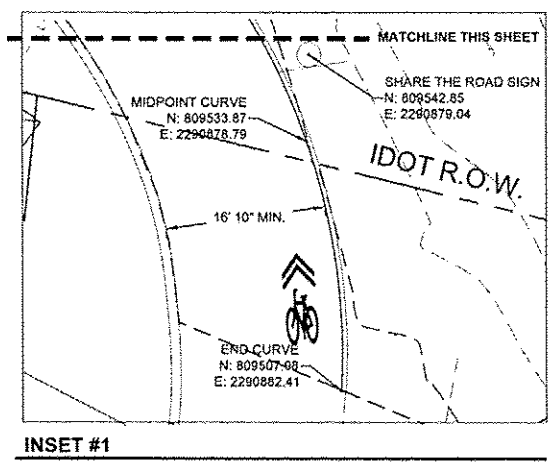 MATCHLINE THIS SHEET
SHARE THE ROAD SIGN
N: 809542.85
E: 2290879.04
MIDPOINT CURVE
N: 809533.87
E: 2290878.79
IDOT R.O.W.
16' 10" MIN.
END CURVE
N: 809507.08
E: 2290882.41
INSET #1